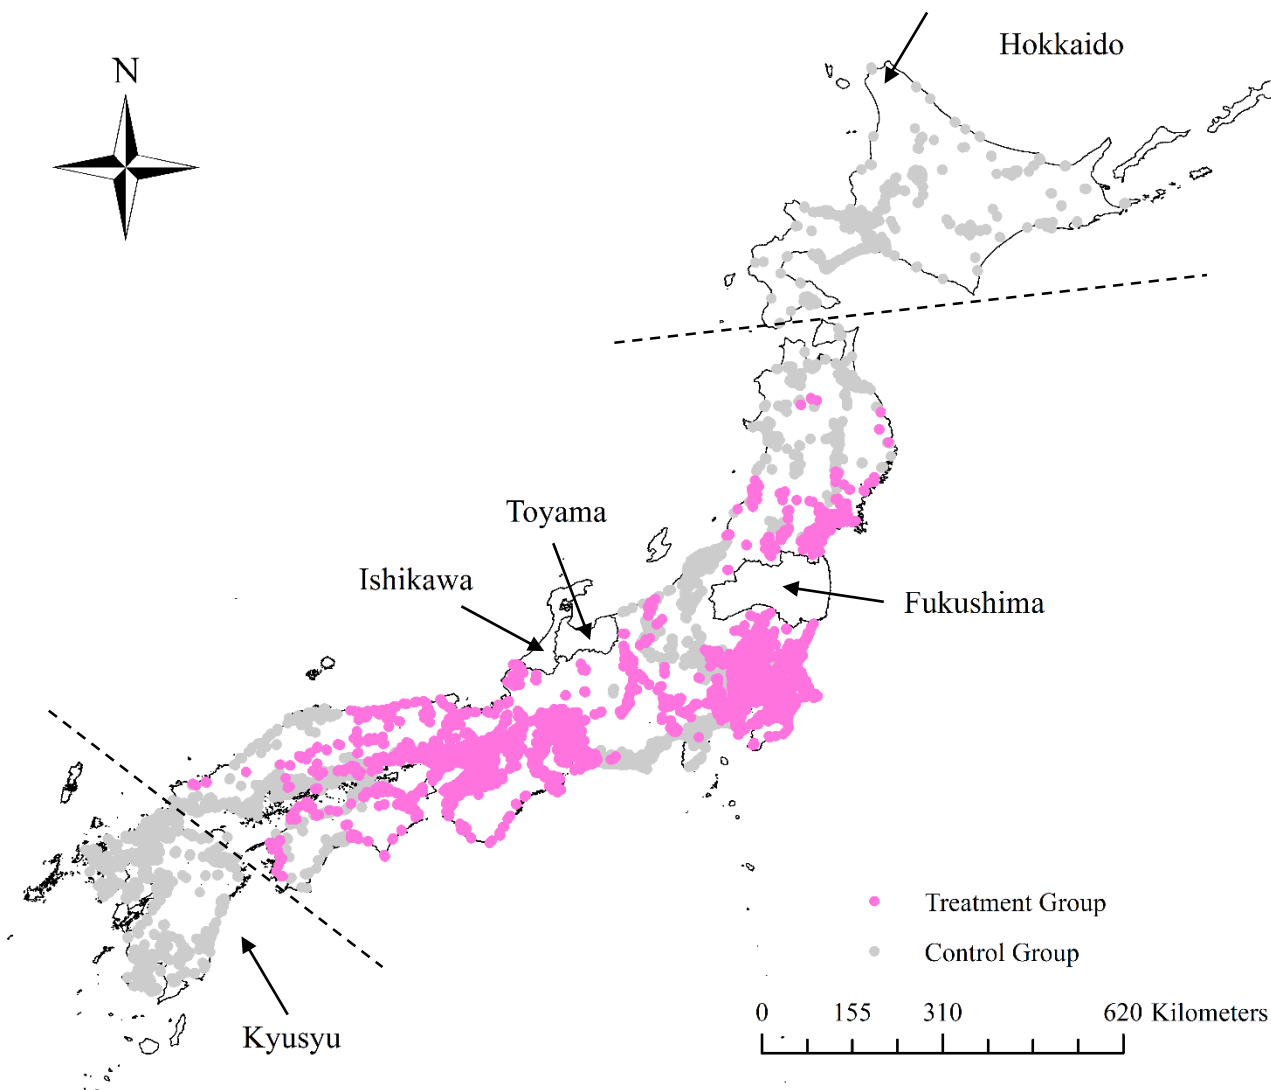 Hokkaido
N
Toyama
Ishikawa
Fukushima
Treatment Group
Control Group
0 155 310 620 Kilometers
Kyusyu